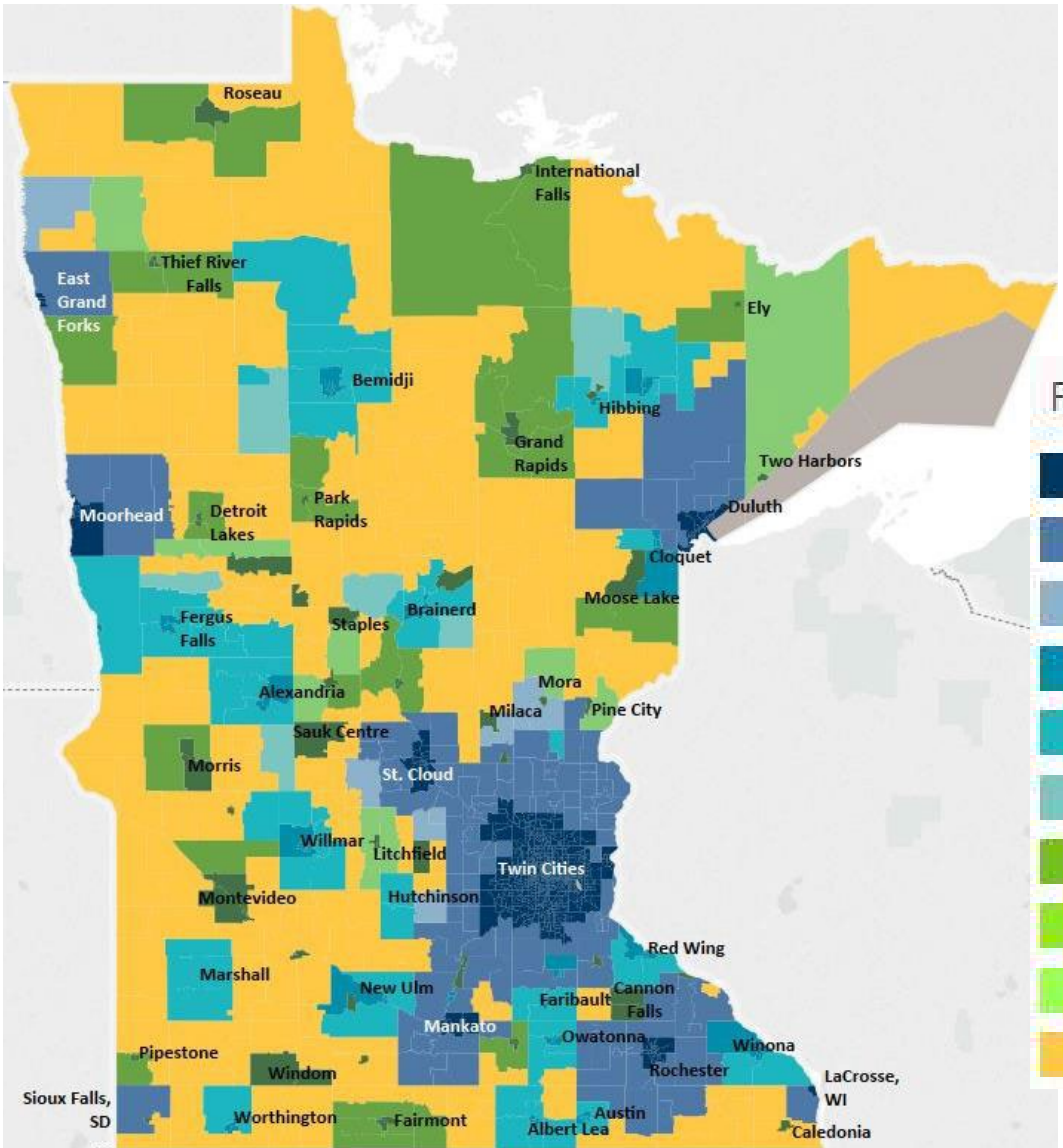 Roseau
International
Falls
Thief River
Falls
East
Grand
Forks
Ely
Bemidji
Hibbing
Grand
Rapids
Two Harbors
Park
Rapids
Detroit
Lakes
Moorhead
Duluth
Cloquet
Moose Lake
Brainerd
Staples
Fergus
Falls
Mora
Alexandria
Milaca
Pine City
Sauk Centre
Morris
St. Cloud
Willmar
Litchfield
Twin Cities
Montevideo
Hutchinson
Red Wing
Marshall
New Ulm
Faribault
Cannon
Falls
Mankato
Owatonna
Winona
Pipestone
Windom
Rochester
LaCrosse,
WI
Sioux Falls,
SD
Worthington
Fairmont
Albert Lea
Austin
Caledonia